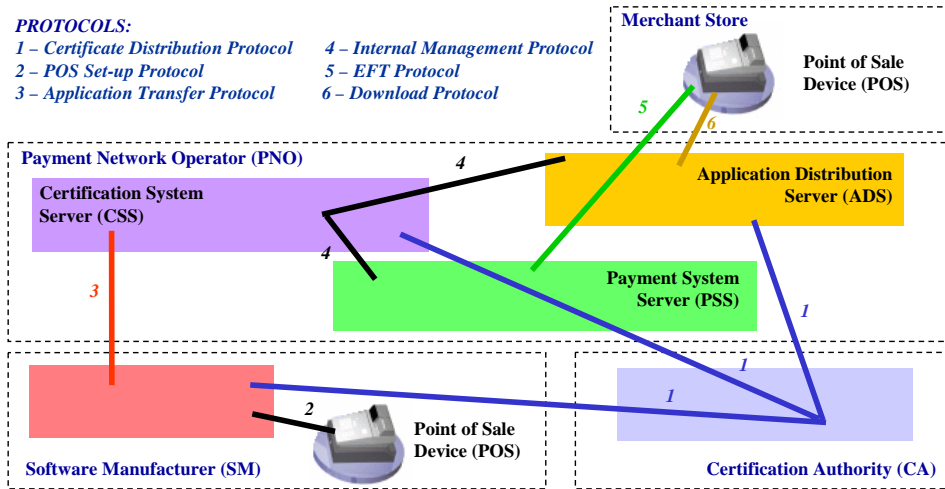 PROTOCOLS:
1 – Certificate Distribution Protocol
2 – POS Set-up Protocol
3 – Application Transfer Protocol
4 – Internal Management Protocol
5 – EFT Protocol
6 – Download Protocol
Merchant Store
Point of Sale
Device (POS)
5
6
Payment Network Operator (PNO)
4
Certification System
Server (CSS)
Application Distribution
Server (ADS)
4
3
Payment System
Server (PSS)
1
1
1
2
Point of Sale
Device (POS)
Software Manufacturer (SM)
Certification Authority (CA)